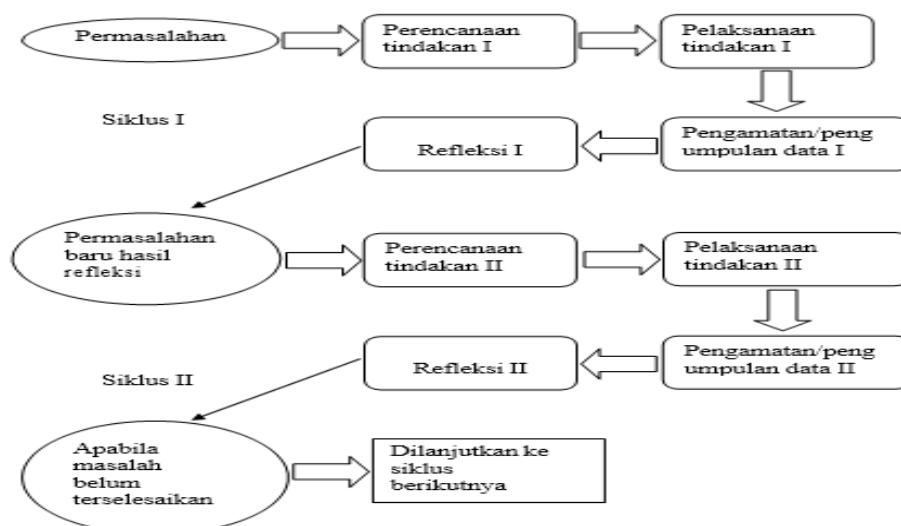 Permasalahan
Perencanaan
tindakan I
Pelaksanaan
tindakan I
Siklus I
Refleksi I
Pengamatan/peng
umpulan data I
Permasalahan
baru hasil
refleksi
Perencanaan
tindakan II
Pelaksanaan
tindakan II
Siklus II
Refleksi II
Pengamatan/peng
umpulan data II
Apabila
masalah
belum
terselesaikan
Dilanjutkan ke
siklus
berikutnya